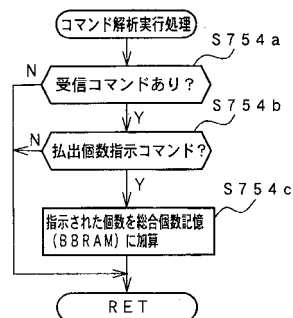 コマンド解析実行処理
S754a
N
受信コマンドあり?
Y
S754b
N
払出個数指示コマンド?
Y
S754c
指示された個数を総合個数記憶
(BBRAM)に加算
RET